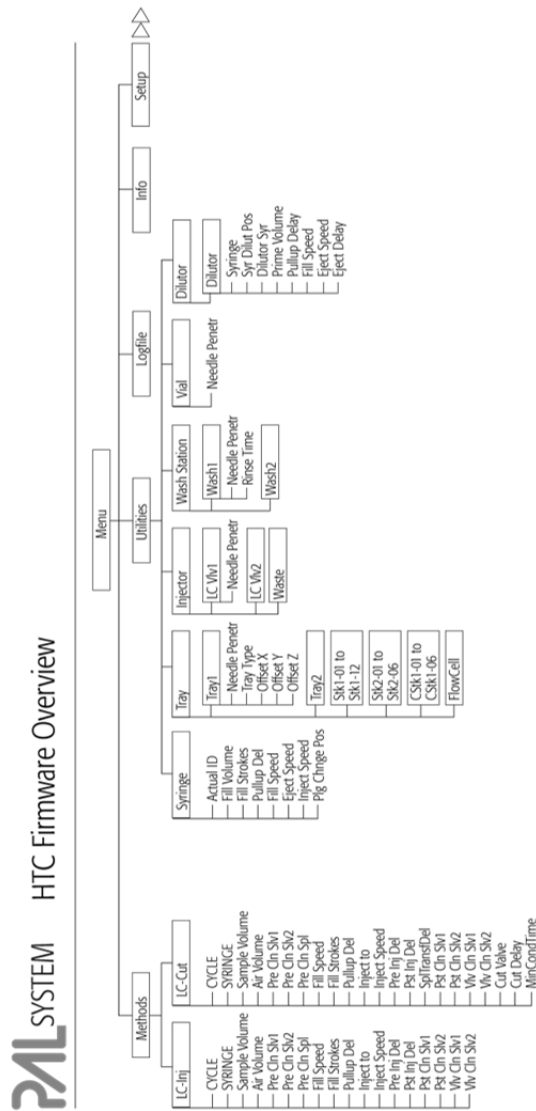 PAL SYSTEM HTC Firmware Overview
Menu
Methods
Utilities
Logfile
Info
Setup
LC-Inj
CYCLE
SYRINGE
Sample Volume
Air Volume
Pre Cln Slv1
Pre Cln Slv2
Pre Cln Spl
Fill Speed
Fill Strokes
Pullup Del
Inject to
Inject Speed
Pre Inj Del
Pst Inj Del
Pst Cln Slv1
Pst Cln Slv2
Vlv Cln Slv1
Vlv Cln Slv2
LC-Cut
CYCLE
SYRINGE
Sample Volume
Air Volume
Pre Cln Slv1
Pre Cln Slv2
Pre Cln Spl
Fill Speed
Fill Strokes
Pullup Del
Inject to
Inject Speed
Pre Inj Del
Pst Inj Del
SplTransfDel
Pst Cln Slv1
Pst Cln Slv2
Vlv Cln Slv1
Vlv Cln Slv2
Cut Valve
Cut Delay
MinCondTime
Syringe
Actual ID
Fill Volume
Fill Strokes
Pullup Del
Fill Speed
Eject Speed
Inject Speed
Plg Chnge Pos
Tray
Tray1
Needle Penetr
Tray Type
Offset X
Offset Y
Offset Z
Tray2
Stk1-01 to
Stk1-12
Stk2-01 to
Stk2-06
CStk1-01 to
CStk1-06
FlowCell
Injector
LC Vlv1
Needle Penetr
LC Vlv2
Waste
Wash Station
Wash1
Needle Penetr
Rinse Time
Wash2
Vial
Needle Penetr
Dilutor
Dilutor
Syringe
Syr Dilut Pos
Dilutor Syr
Prime Volume
Pullup Delay
Fill Speed
Eject Speed
Eject Delay